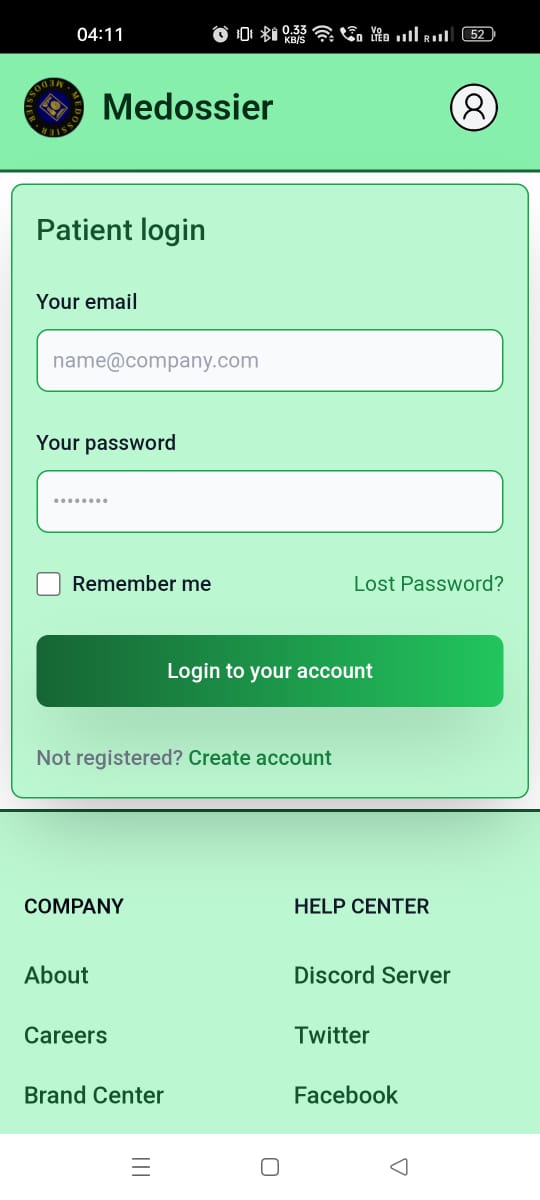 04:11
0.33
KB/S
Vo
LTE
R
52
MEDOSSIER · MEDOSSIER
Medossier
Patient login
Your email
name@company.com
Your password
••••••••
Remember me
Lost Password?
Login to your account
Not registered? Create account
COMPANY
HELP CENTER
About
Discord Server
Careers
Twitter
Brand Center
Facebook